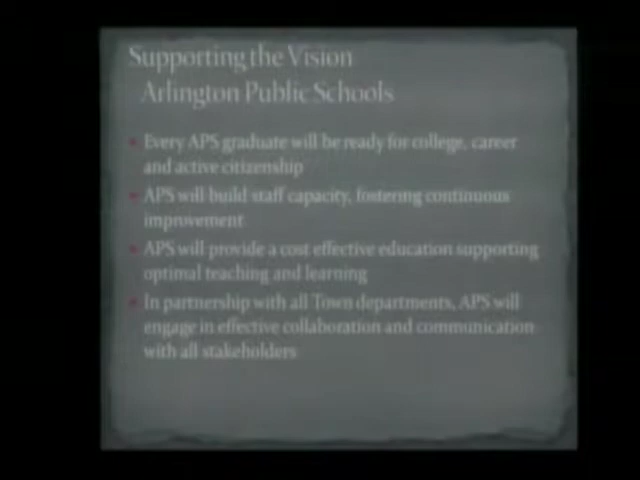 Supporting the Vision
Arlington Public Schools
• Every APS graduate will be ready for college, career
and active citizenship
• APS will build staff capacity, fostering continuous
improvement
• APS will provide a cost effective education supporting
optimal teaching and learning
• In partnership with all Town departments, APS will
engage in effective collaboration and communication
with all stakeholders